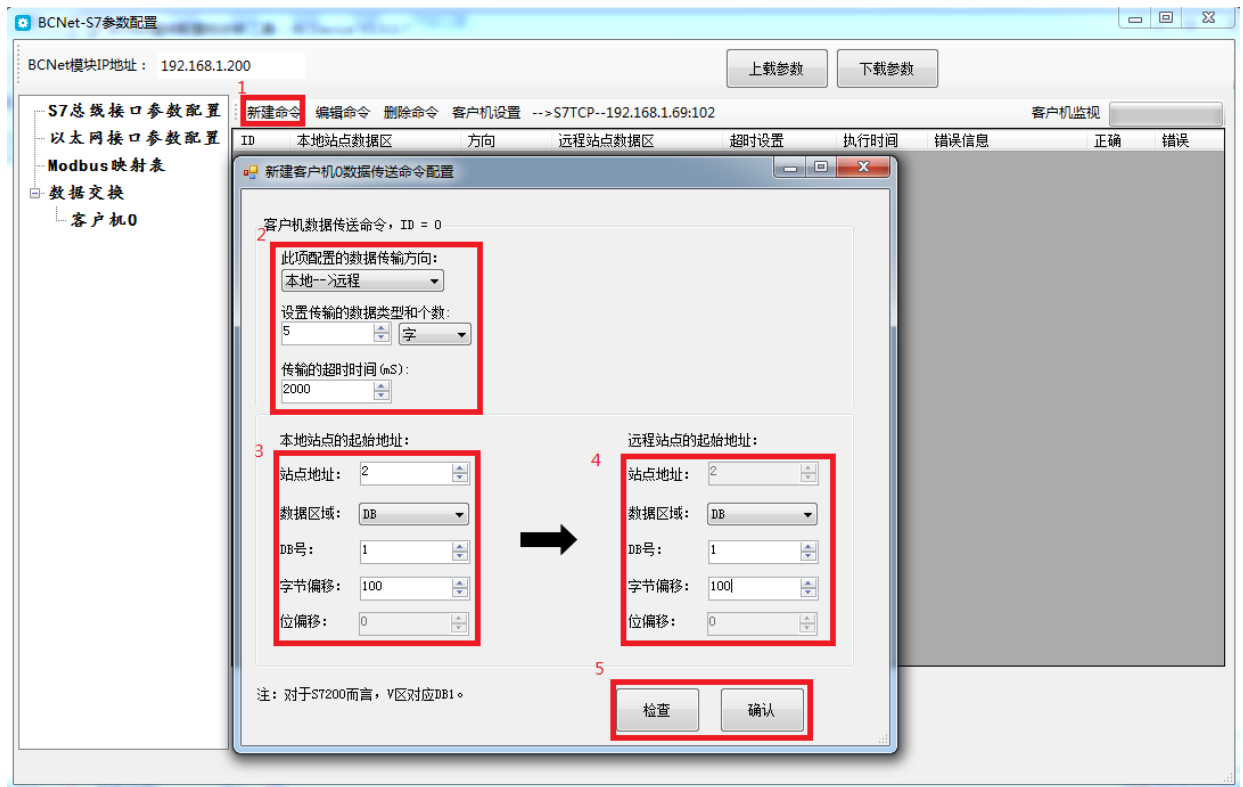 BCNet-S7参数配置
BCNet模块IP地址： 192.168.1.200
上载参数 下载参数
1
S7总线接口参数配置
以太网接口参数配置
Modbus映射表
数据交换
客户机0
新建命令 编辑命令 删除命令 客户机设置 -->S7TCP--192.168.1.69:102 客户机监视
ID 本地站点数据区 方向 远程站点数据区 超时设置 执行时间 错误信息 正确 错误
新建客户机0数据传送命令配置
客户机数据传送命令，ID = 0
2
此项配置的数据传输方向：
本地-->远程
设置传输的数据类型和个数:
5 字
传输的超时时间(mS):
2000
3
本地站点的起始地址：
站点地址： 2
数据区域： DB
DB号： 1
字节偏移： 100
位偏移： 0
4
远程站点的起始地址：
站点地址： 2
数据区域： DB
DB号： 1
字节偏移： 100
位偏移： 0
5
注：对于S7200而言，V区对应DB1。
检查 确认